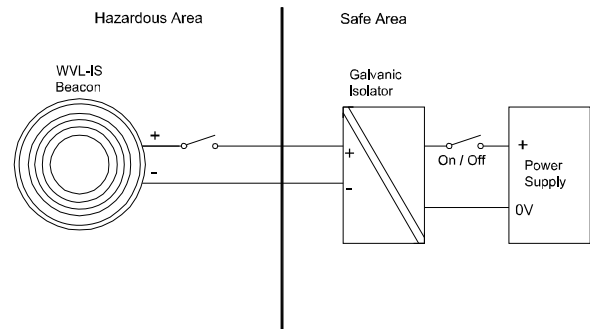 Hazardous Area
Safe Area
WVL-IS
Beacon
Galvanic
Isolator
+
-
+
-
On / Off
+
Power
Supply
0V